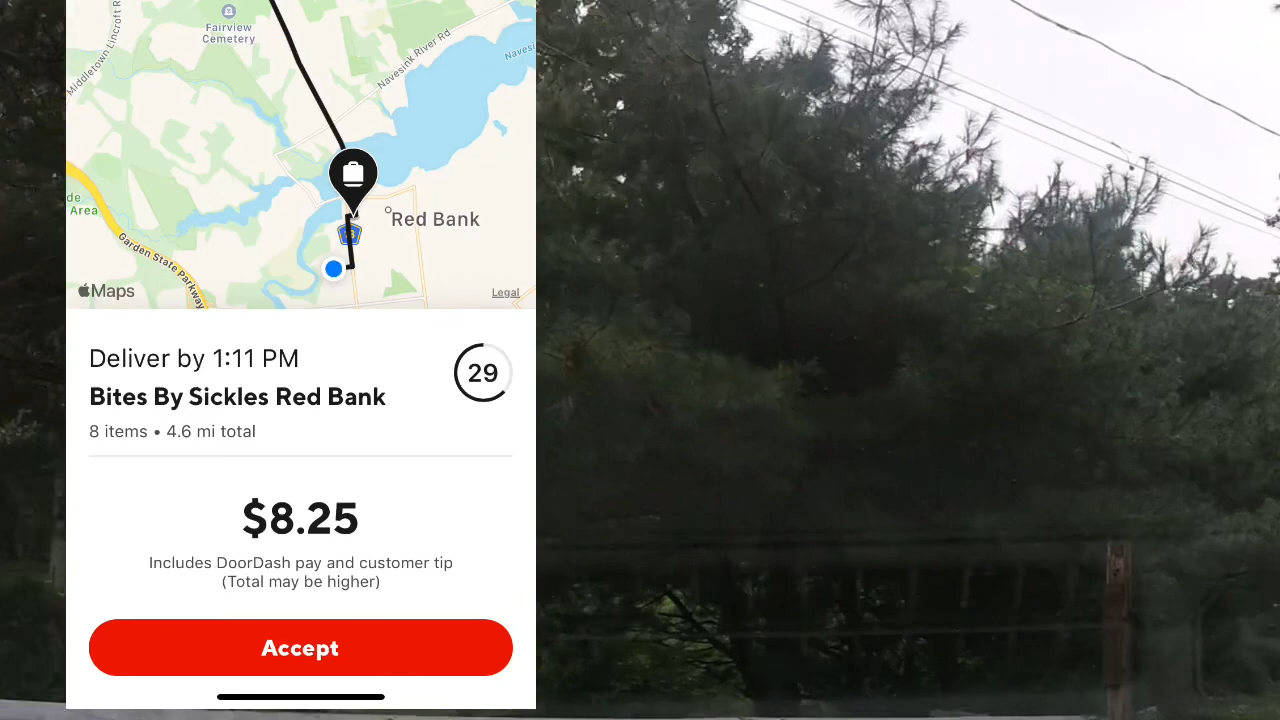 Middletown Lincroft R
Fairview
Cemetery
Navesink River Rd
Navesi
de
Area
Red Bank
Garden State Parkway
Maps
Legal
Deliver by 1:11 PM
29
Bites By Sickles Red Bank
8 items • 4.6 mi total
$8.25
Includes DoorDash pay and customer tip
(Total may be higher)
Accept